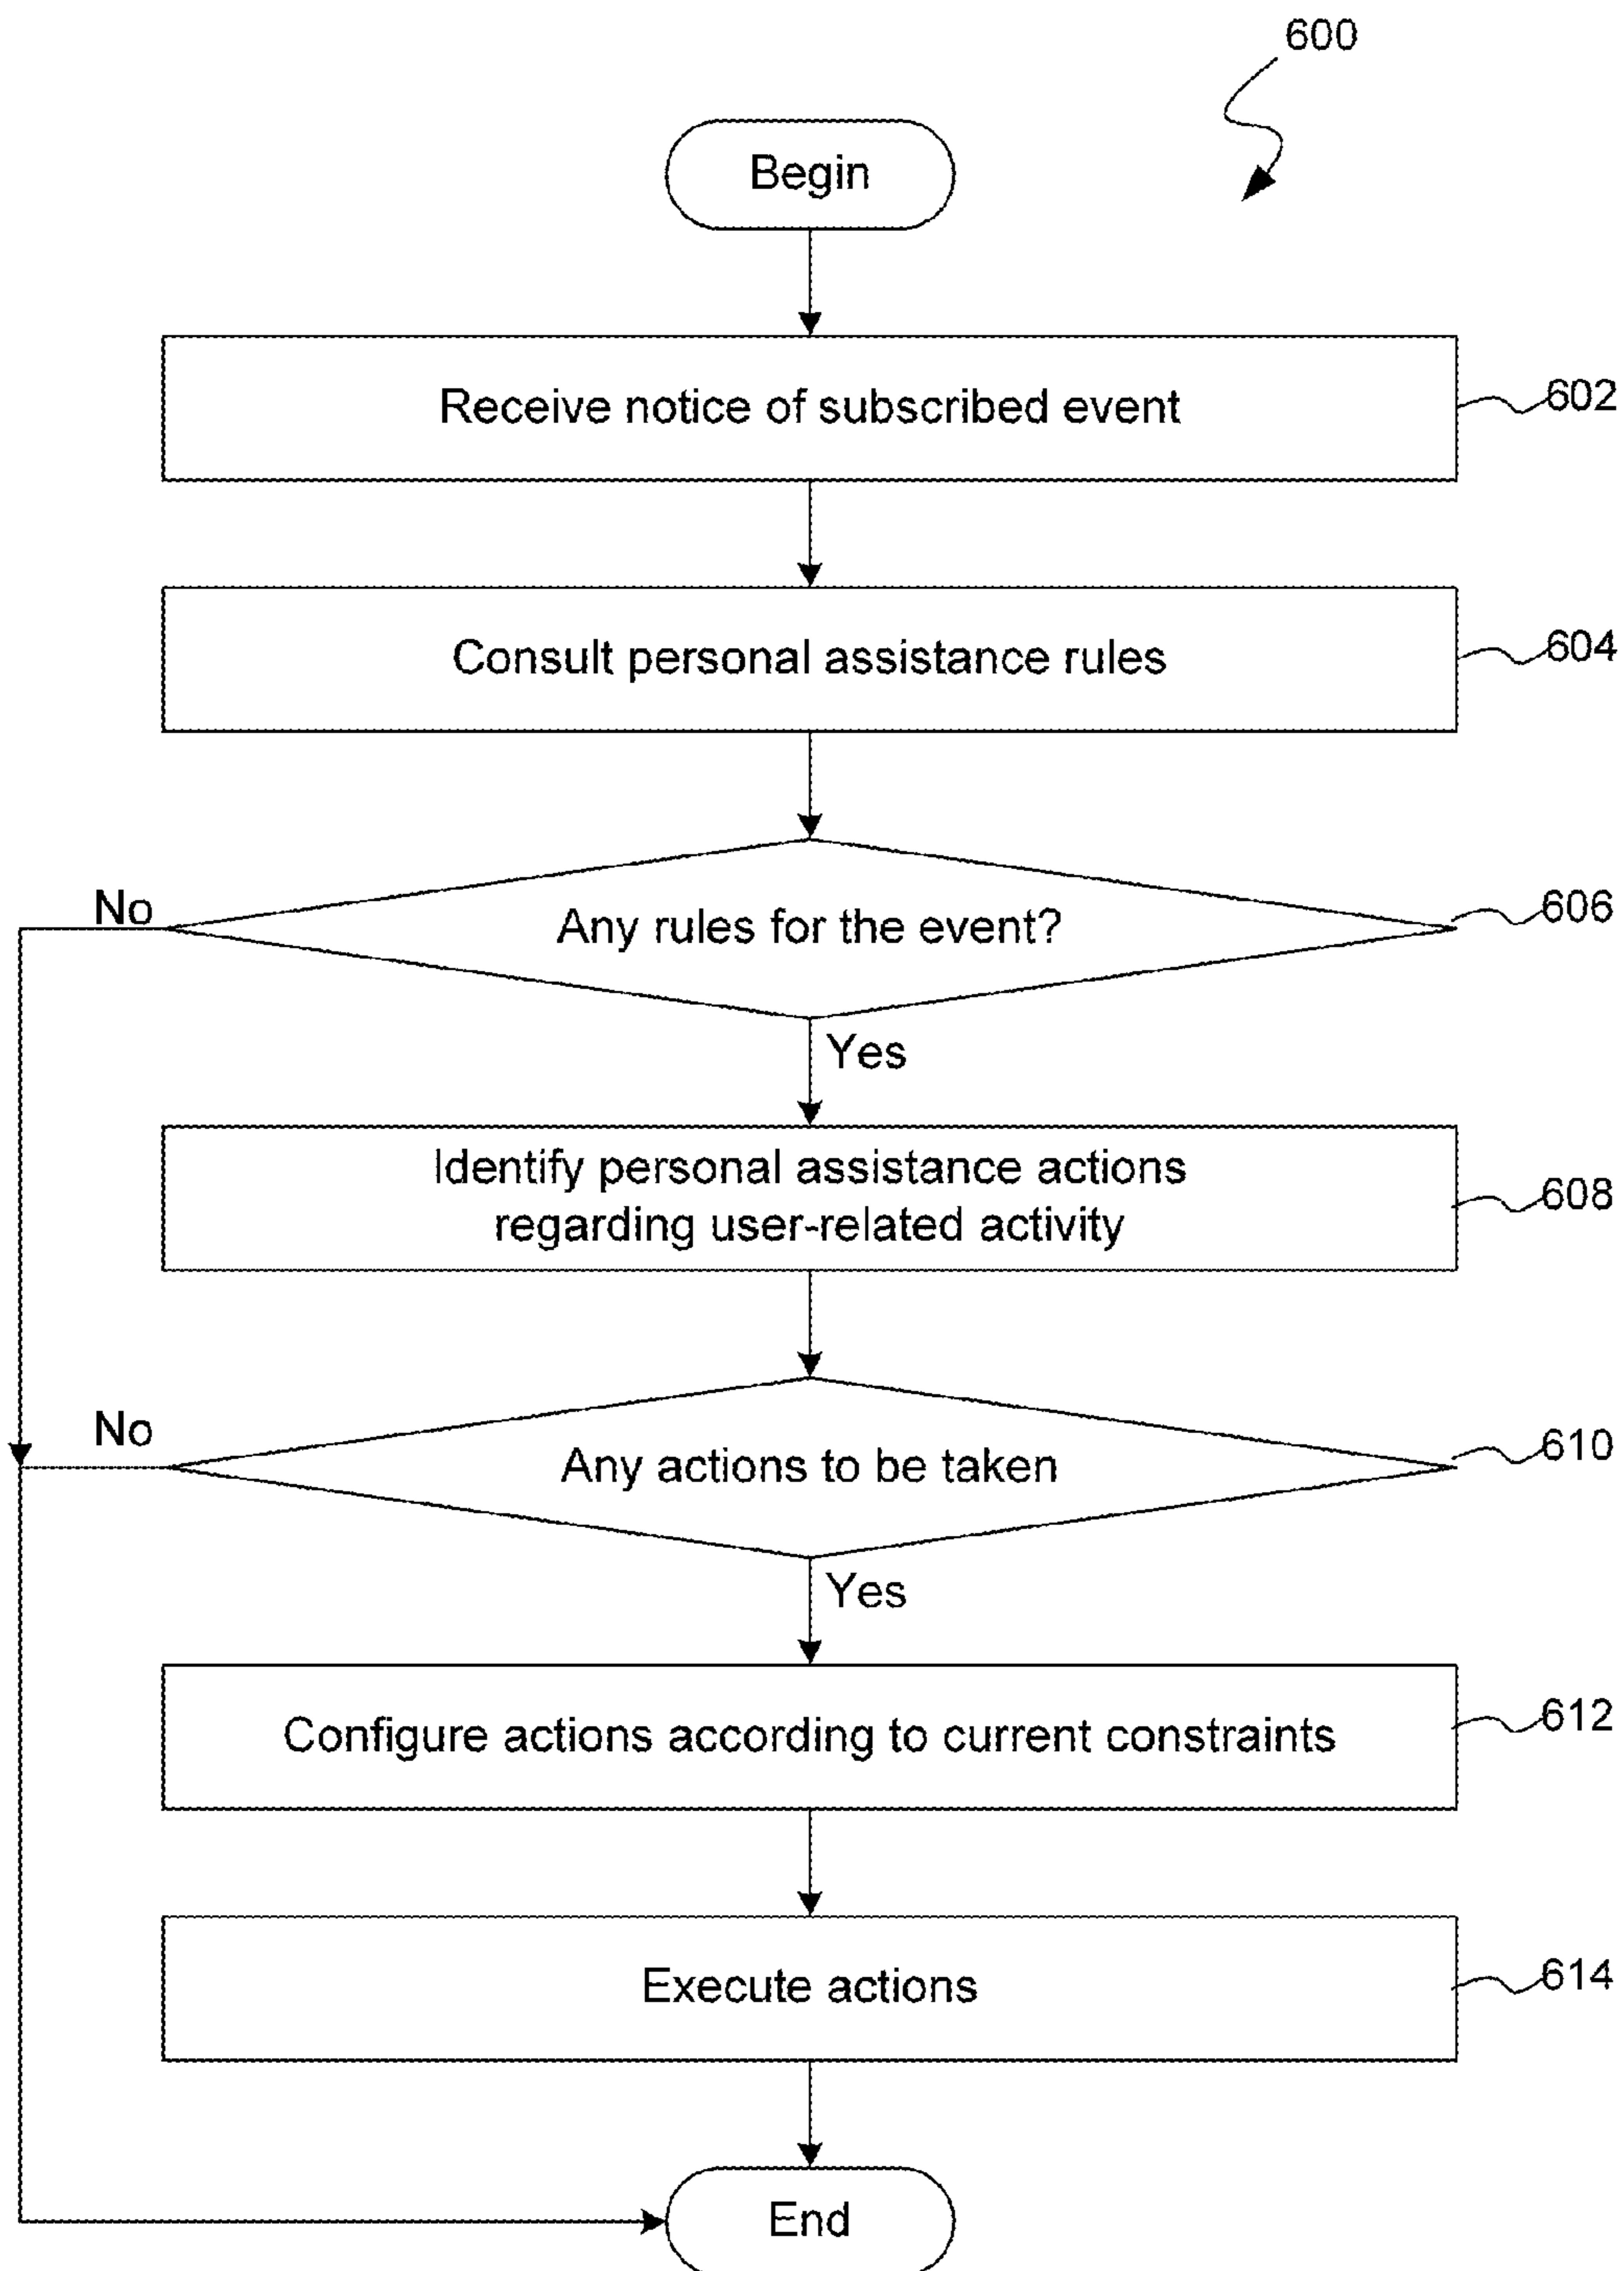 600
Begin
Receive notice of subscribed event
602
Consult personal assistance rules
604
No
Any rules for the event?
606
Yes
Identify personal assistance actions
regarding user-related activity
608
No
Any actions to be taken
610
Yes
Configure actions according to current constraints
612
Execute actions
614
End